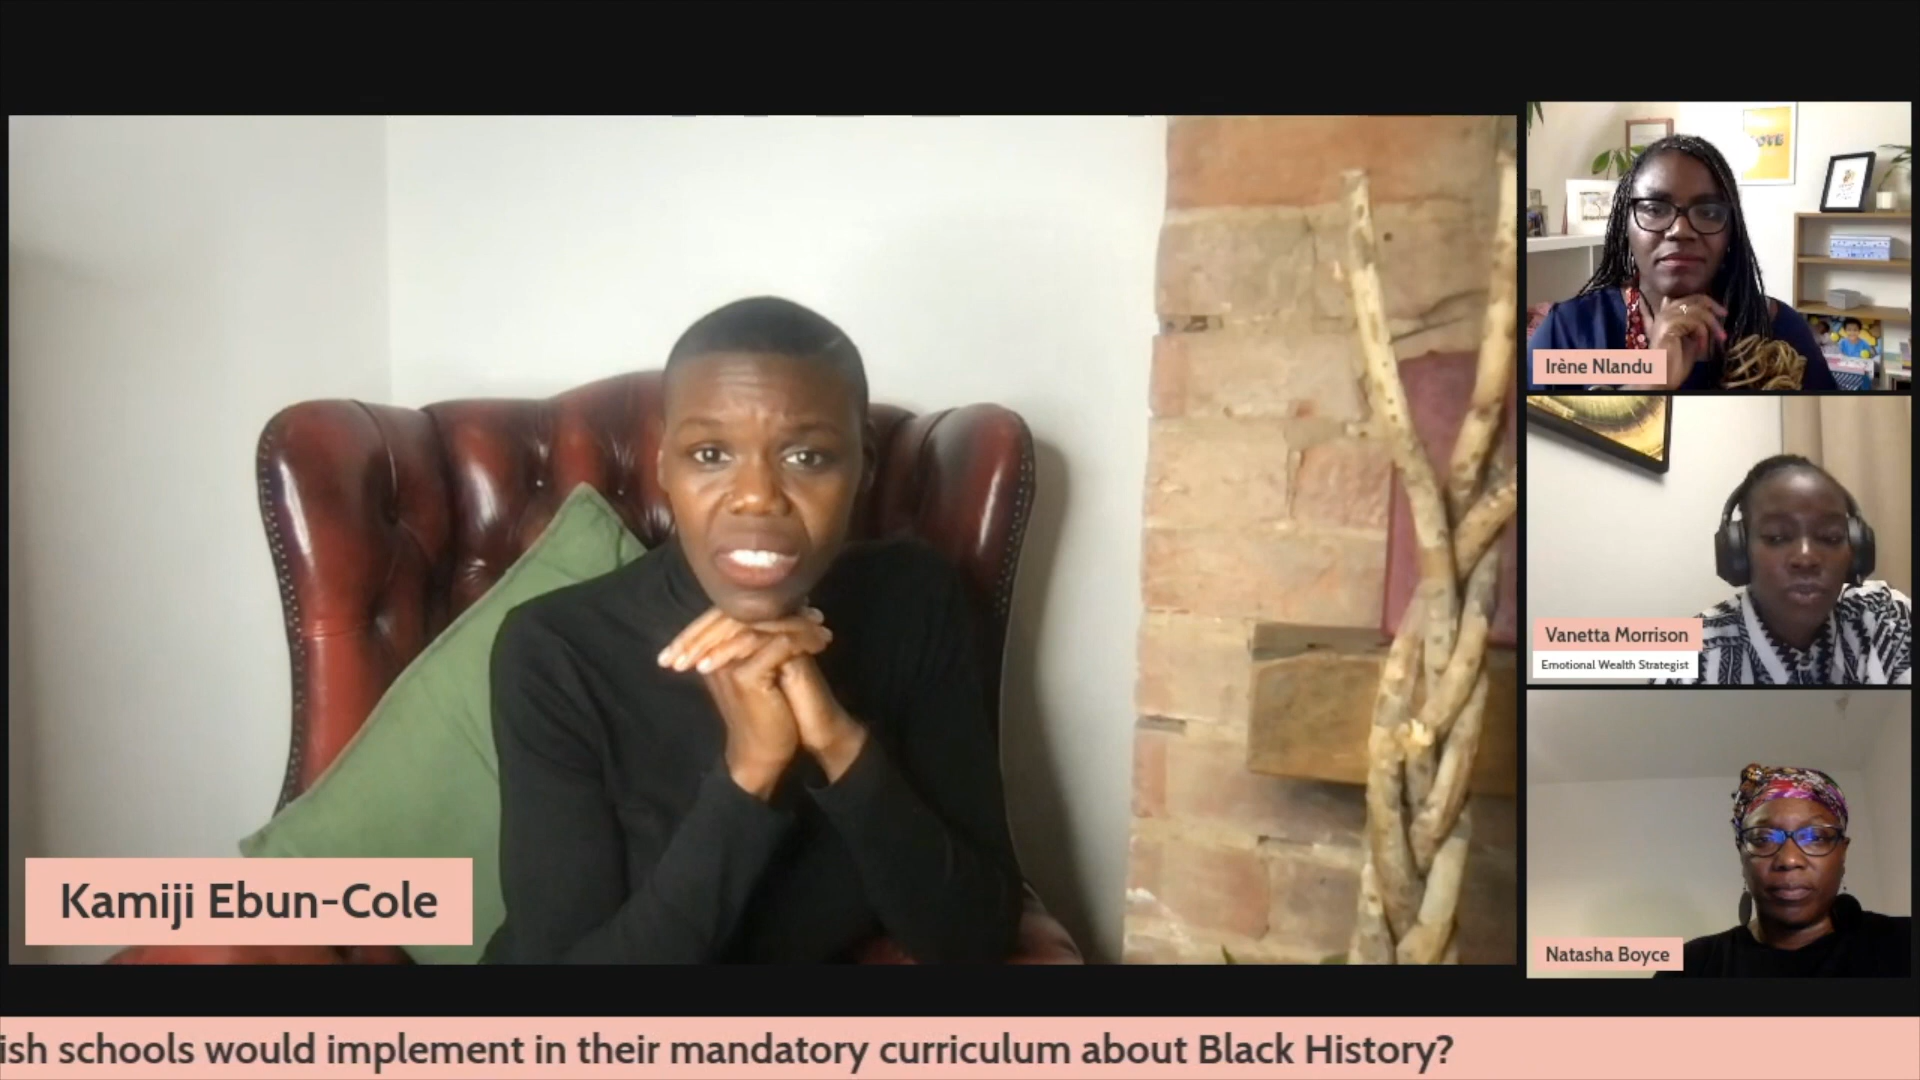 Irène Nlandu
Vanetta Morrison
Emotional Wealth Strategist
Natasha Boyce
Kamiji Ebun-Cole
ish schools would implement in their mandatory curriculum about Black History?